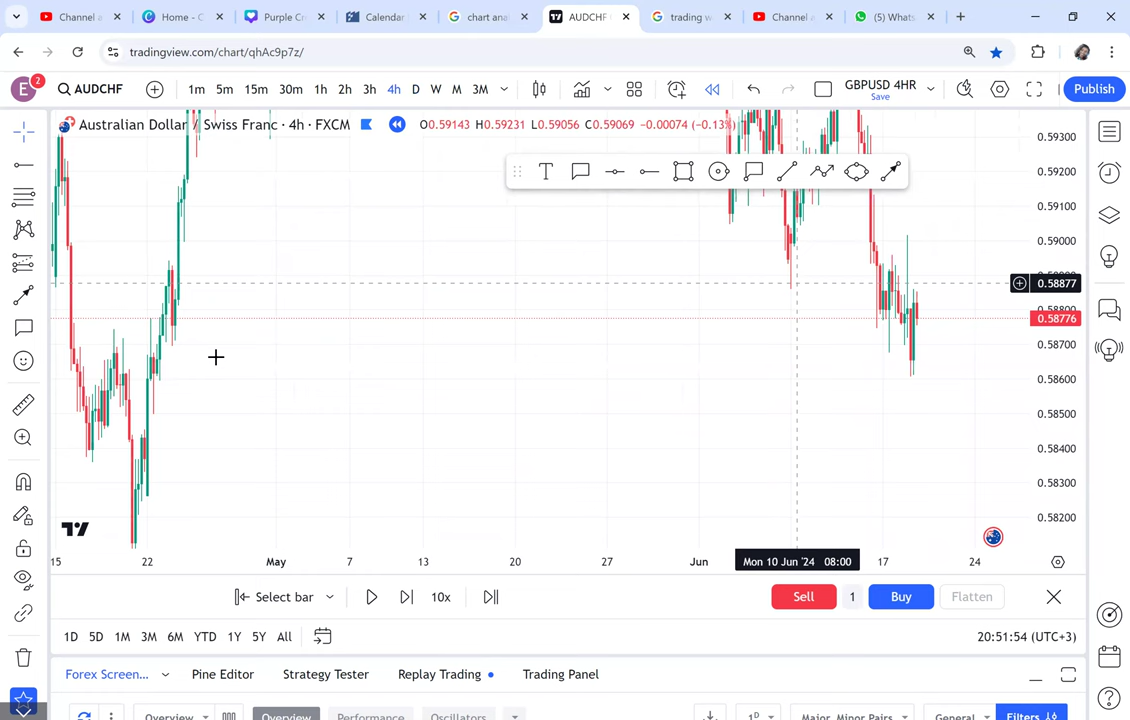 Channel a
Home - C
Purple Cr
Calendar
chart ana
AUDCHF
trading w
Channel a
(5) Whats
tradingview.com/chart/qhAc9p7z/
E 2 AUDCHF 1m 5m 15m 30m 1h 2h 3h 4h D W M 3M GBPUSD 4HR Save Publish
Australian Dollar / Swiss Franc · 4h · FXCM O0.59143 H0.59231 L0.59056 C0.59069 -0.00074 (-0.13%)
0.59300
0.59200
0.59100
0.59000
0.58877
0.58776
0.58700
0.58600
0.58500
0.58400
0.58300
0.58200
15 22 May 7 13 20 27 Jun Mon 10 Jun '24 08:00 17 24
Select bar 10x Sell 1 Buy Flatten
1D 5D 1M 3M 6M YTD 1Y 5Y All 20:51:54 (UTC+3)
Forex Screen... Pine Editor Strategy Tester Replay Trading Trading Panel
Overview Overview Performance Oscillators 1D Major, Minor Pairs General Filters